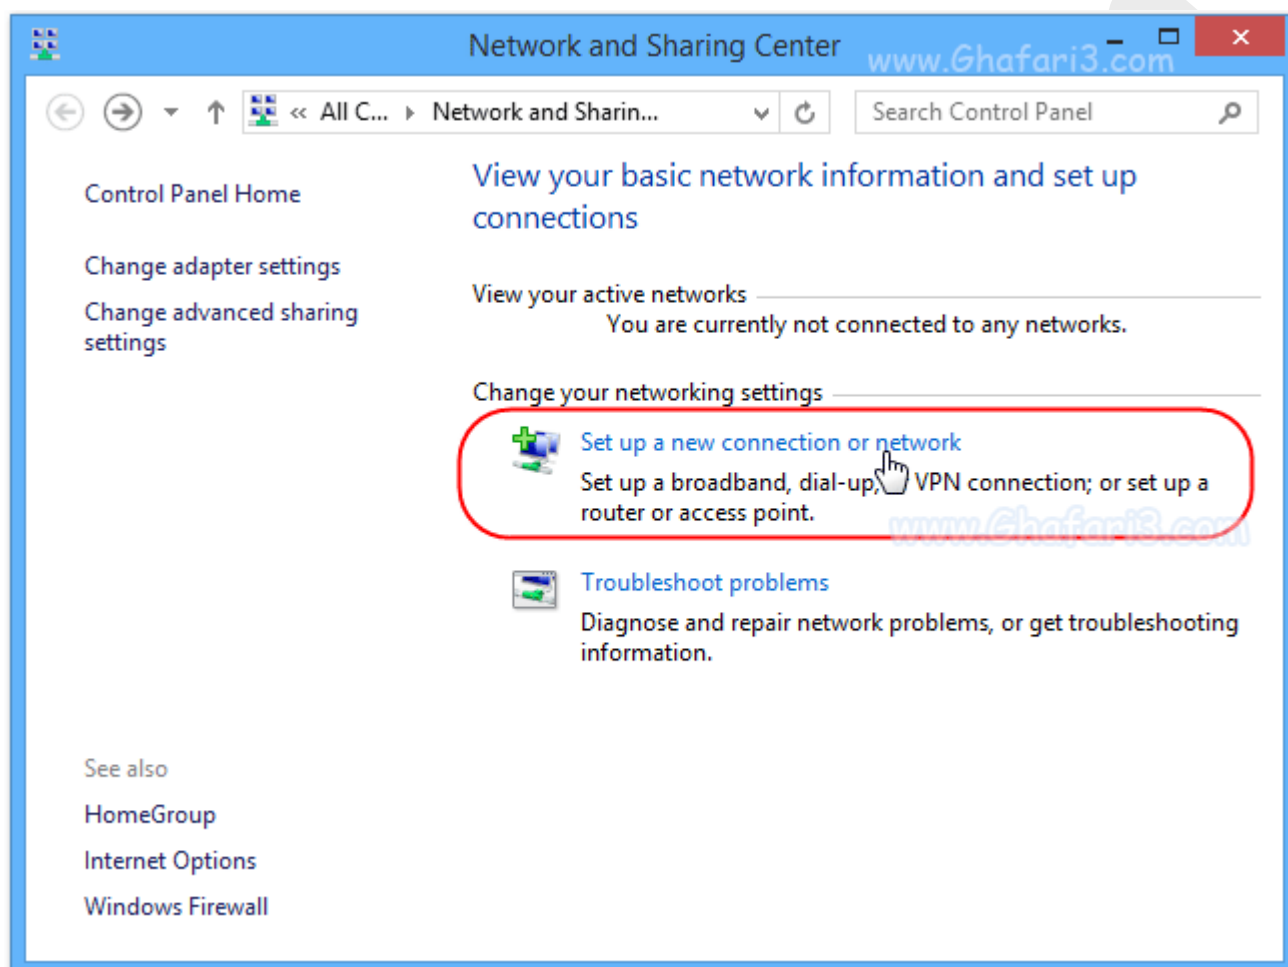 Network and Sharing Center
www.Ghafari3.com
« All C... Network and Sharin...
Search Control Panel
Control Panel Home
Change adapter settings
Change advanced sharing
settings
View your basic network information and set up
connections
View your active networks
You are currently not connected to any networks.
Change your networking settings
Set up a new connection or network
Set up a broadband, dial-up, VPN connection; or set up a
router or access point.
www.Ghafari3.com
Troubleshoot problems
Diagnose and repair network problems, or get troubleshooting
information.
See also
HomeGroup
Internet Options
Windows Firewall